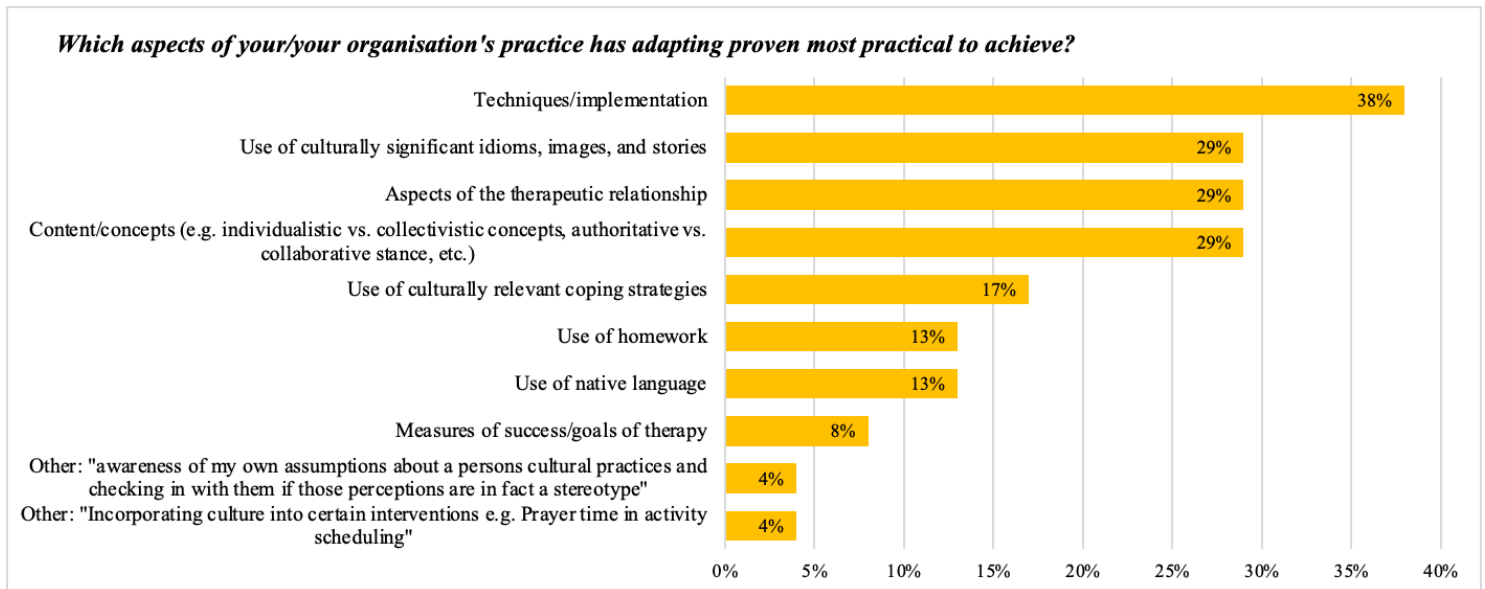 Which aspects of your/your organisation's practice has adapting proven most practical to achieve?
Techniques/implementation
38%
Use of culturally significant idioms, images, and stories
29%
Aspects of the therapeutic relationship
29%
Content/concepts (e.g. individualistic vs. collectivistic concepts, authoritative vs.
collaborative stance, etc.)
29%
Use of culturally relevant coping strategies
17%
Use of homework
13%
Use of native language
13%
Measures of success/goals of therapy
8%
Other: "awareness of my own assumptions about a persons cultural practices and
checking in with them if those perceptions are in fact a stereotype"
4%
Other: "Incorporating culture into certain interventions e.g. Prayer time in activity
scheduling"
4%
0% 5% 10% 15% 20% 25% 30% 35% 40%